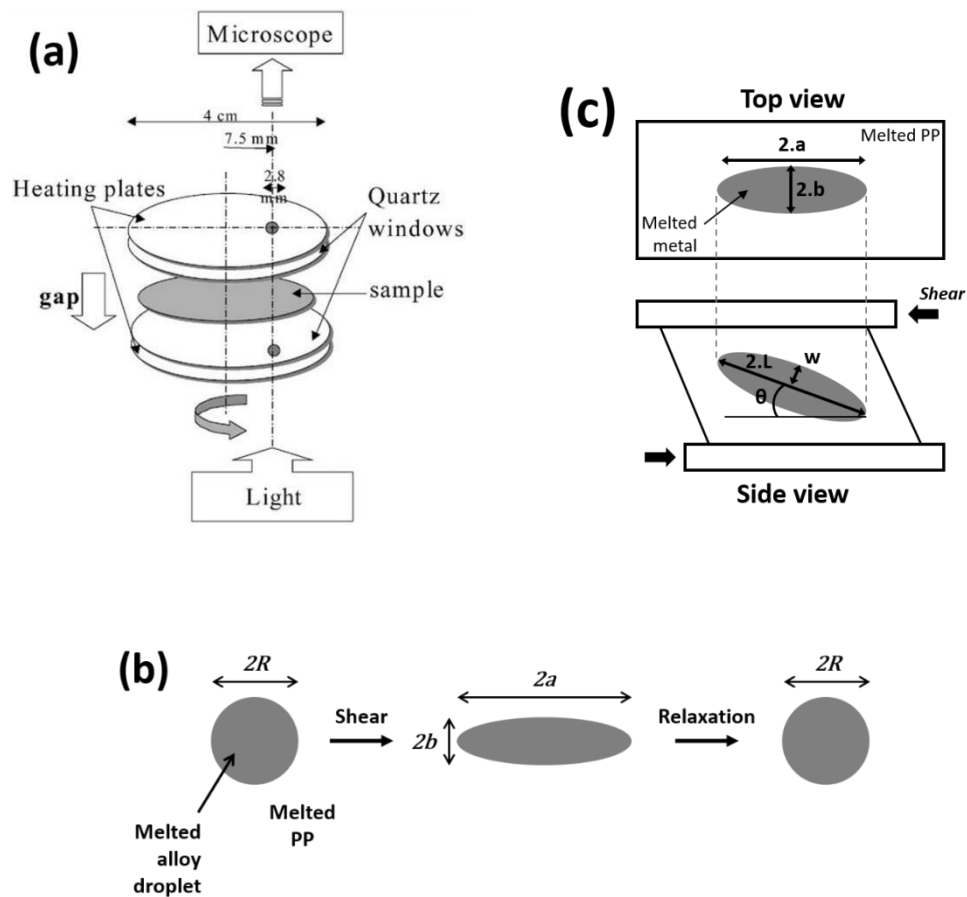 (a)
Microscope
4 cm
7.5 mm
2.8
mm
Heating plates
Quartz
windows
gap
sample
Light
(c)
Top view
Melted PP
2.a
2.b
Melted
metal
Shear
2.L
w
θ
Side view
(b)
2R
Shear
2a
2b
Relaxation
2R
Melted
alloy
droplet
Melted
PP